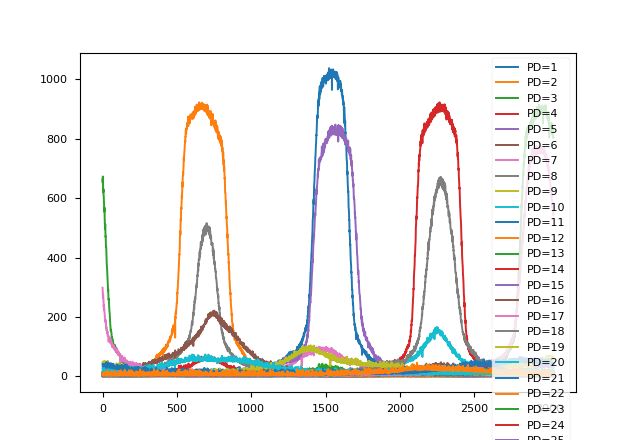 1000
800
600
400
200
0
0
500
1000
1500
2000
2500
PD=1
PD=2
PD=3
PD=4
PD=5
PD=6
PD=7
PD=8
PD=9
PD=10
PD=11
PD=12
PD=13
PD=14
PD=15
PD=16
PD=17
PD=18
PD=19
PD=20
PD=21
PD=22
PD=23
PD=24